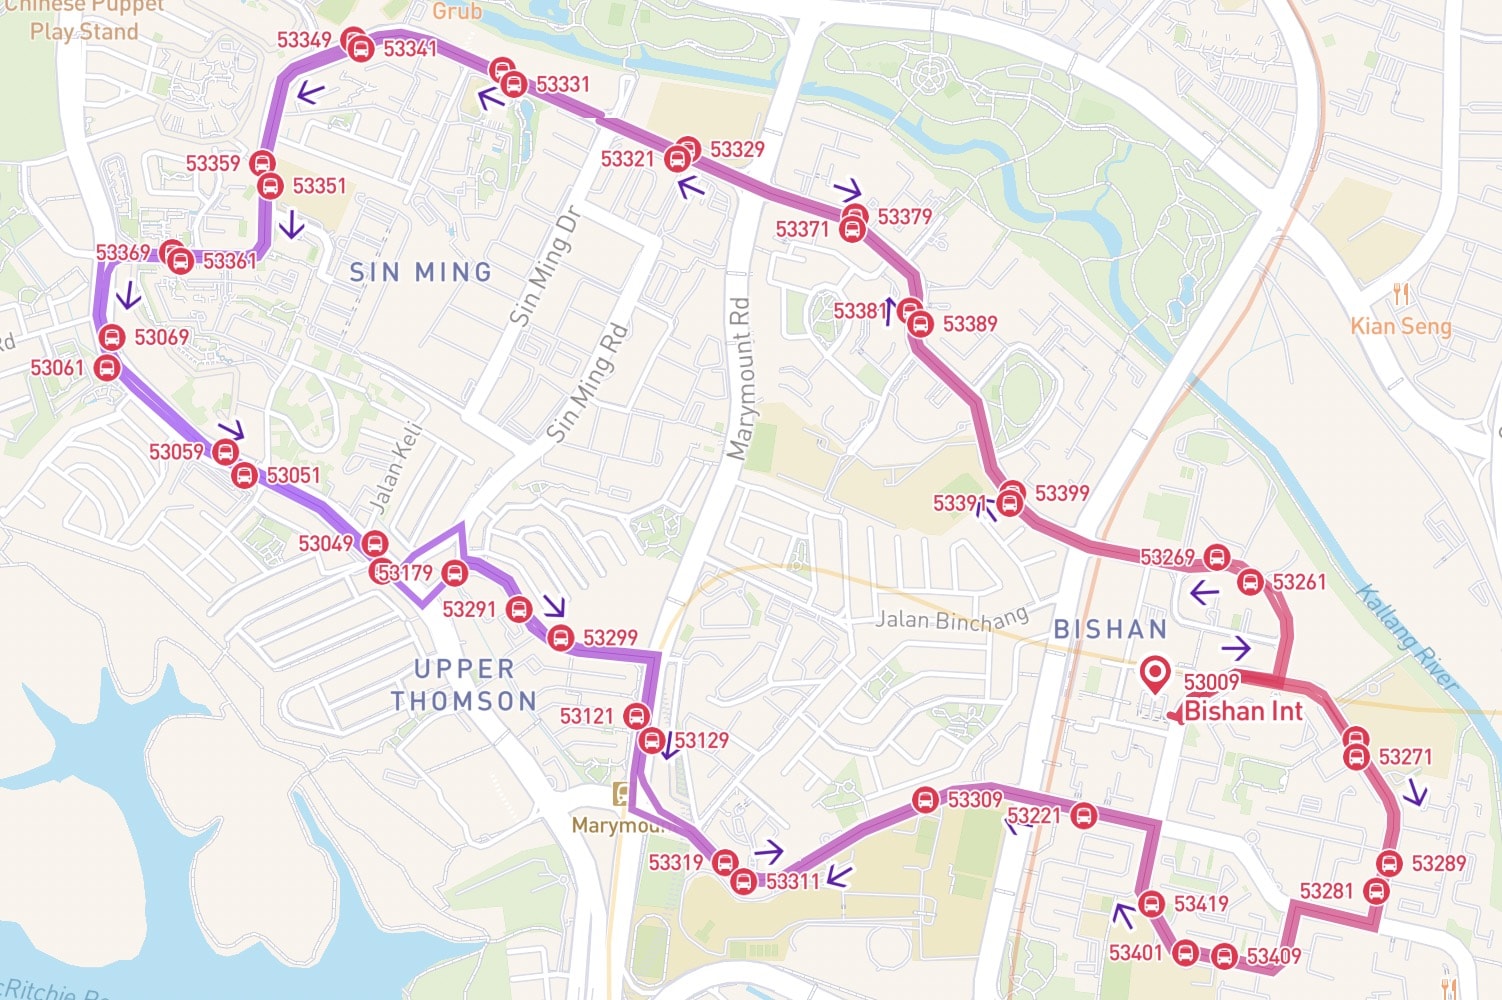 Chinese Puppet
Play Stand
Grub
53349
53341
53331
53329
53321
53359
53351
53379
53371
53369
53361
SIN MING
Sin Ming Dr
Sin Ming Rd
Marymount Rd
53381
53389
Kian Seng
53069
53061
Rd
53059
53051
Jalan Keli
53399
53391
53049
53179
53269
53261
53291
53299
Jalan Binchang
BISHAN
Kallang River
UPPER
THOMSON
53009
Bishan Int
53121
53129
53271
53309
53221
Marymou
53319
53311
53289
53281
53419
53401
53409
cRitchie Re